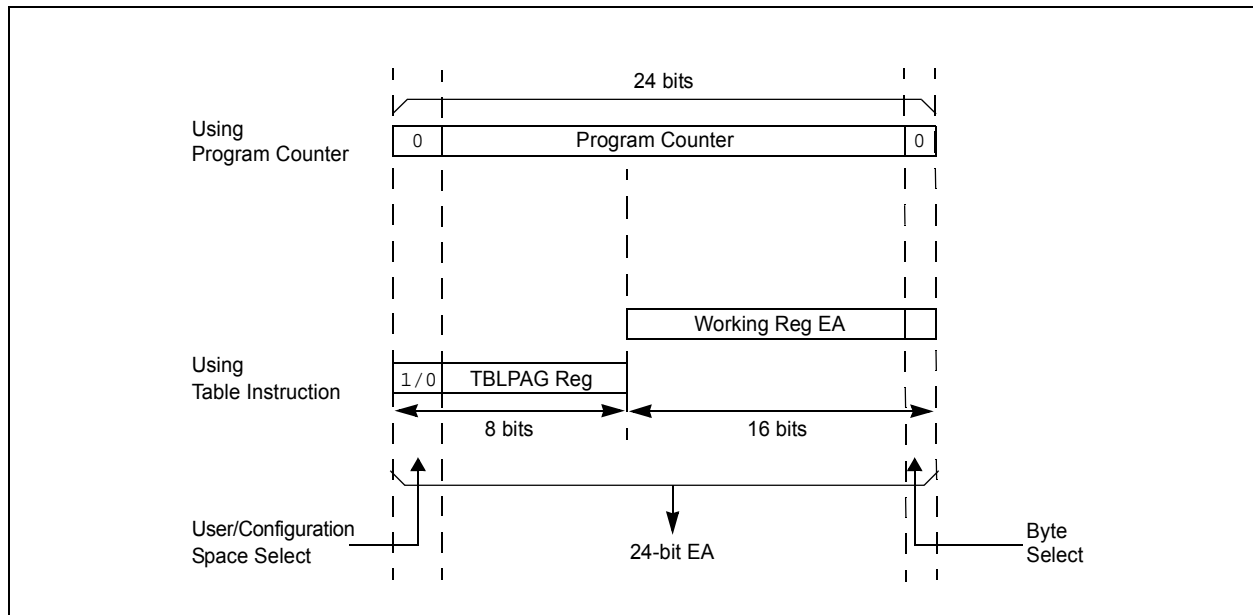 24 bits
Using
Program Counter
0
Program Counter
0
Working Reg EA
Using
Table Instruction
1/0
TBLPAG Reg
8 bits
16 bits
User/Configuration
Space Select
24-bit EA
Byte
Select